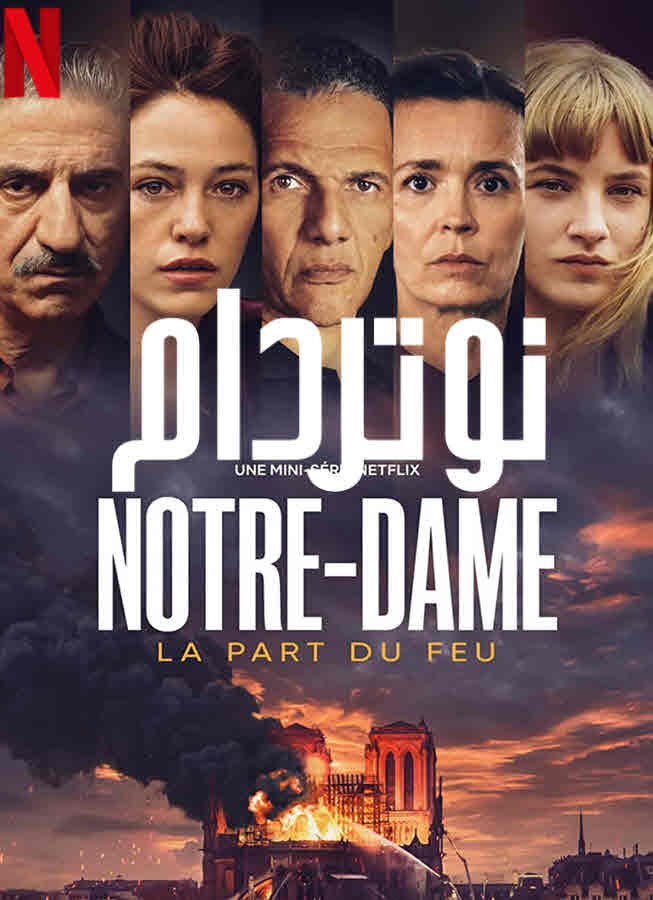 N
نوتردام
UNE MINI-SÉRIE NETFLIX
NOTRE-DAME
LA PART DU FEU